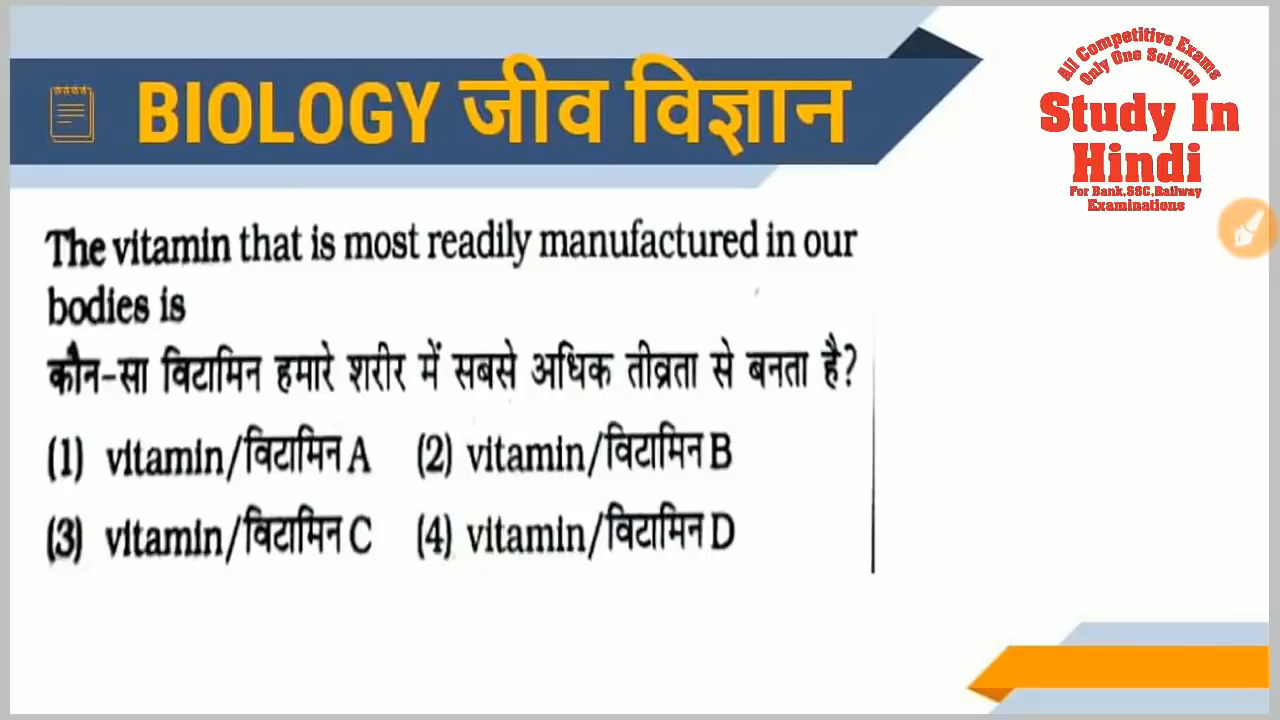 BIOLOGY जीव विज्ञान
All Competitive Exams
Only One Solution
Study In
Hindi
For Bank,SSC,Railway
Examinations
The vitamin that is most readily manufactured in our
bodies is
कौन-सा विटामिन हमारे शरीर में सबसे अधिक तीव्रता से बनता है?
(1) vitamin/विटामिन A (2) vitamin/विटामिन B
(3) vitamin/विटामिन C (4) vitamin/विटामिन D